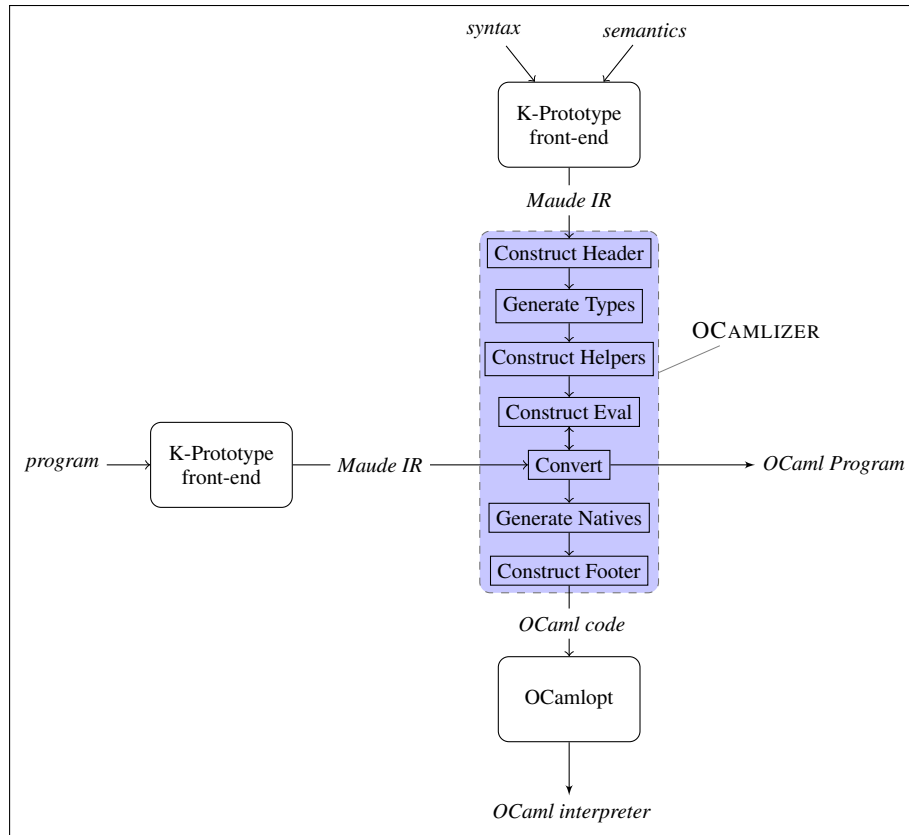 syntax semantics
K-Prototype
front-end
Maude IR
Construct Header
Generate Types
OCAMLIZER
Construct Helpers
Construct Eval
program
K-Prototype
front-end
Maude IR
Convert
OCaml Program
Generate Natives
Construct Footer
OCaml code
OCamlopt
OCaml interpreter